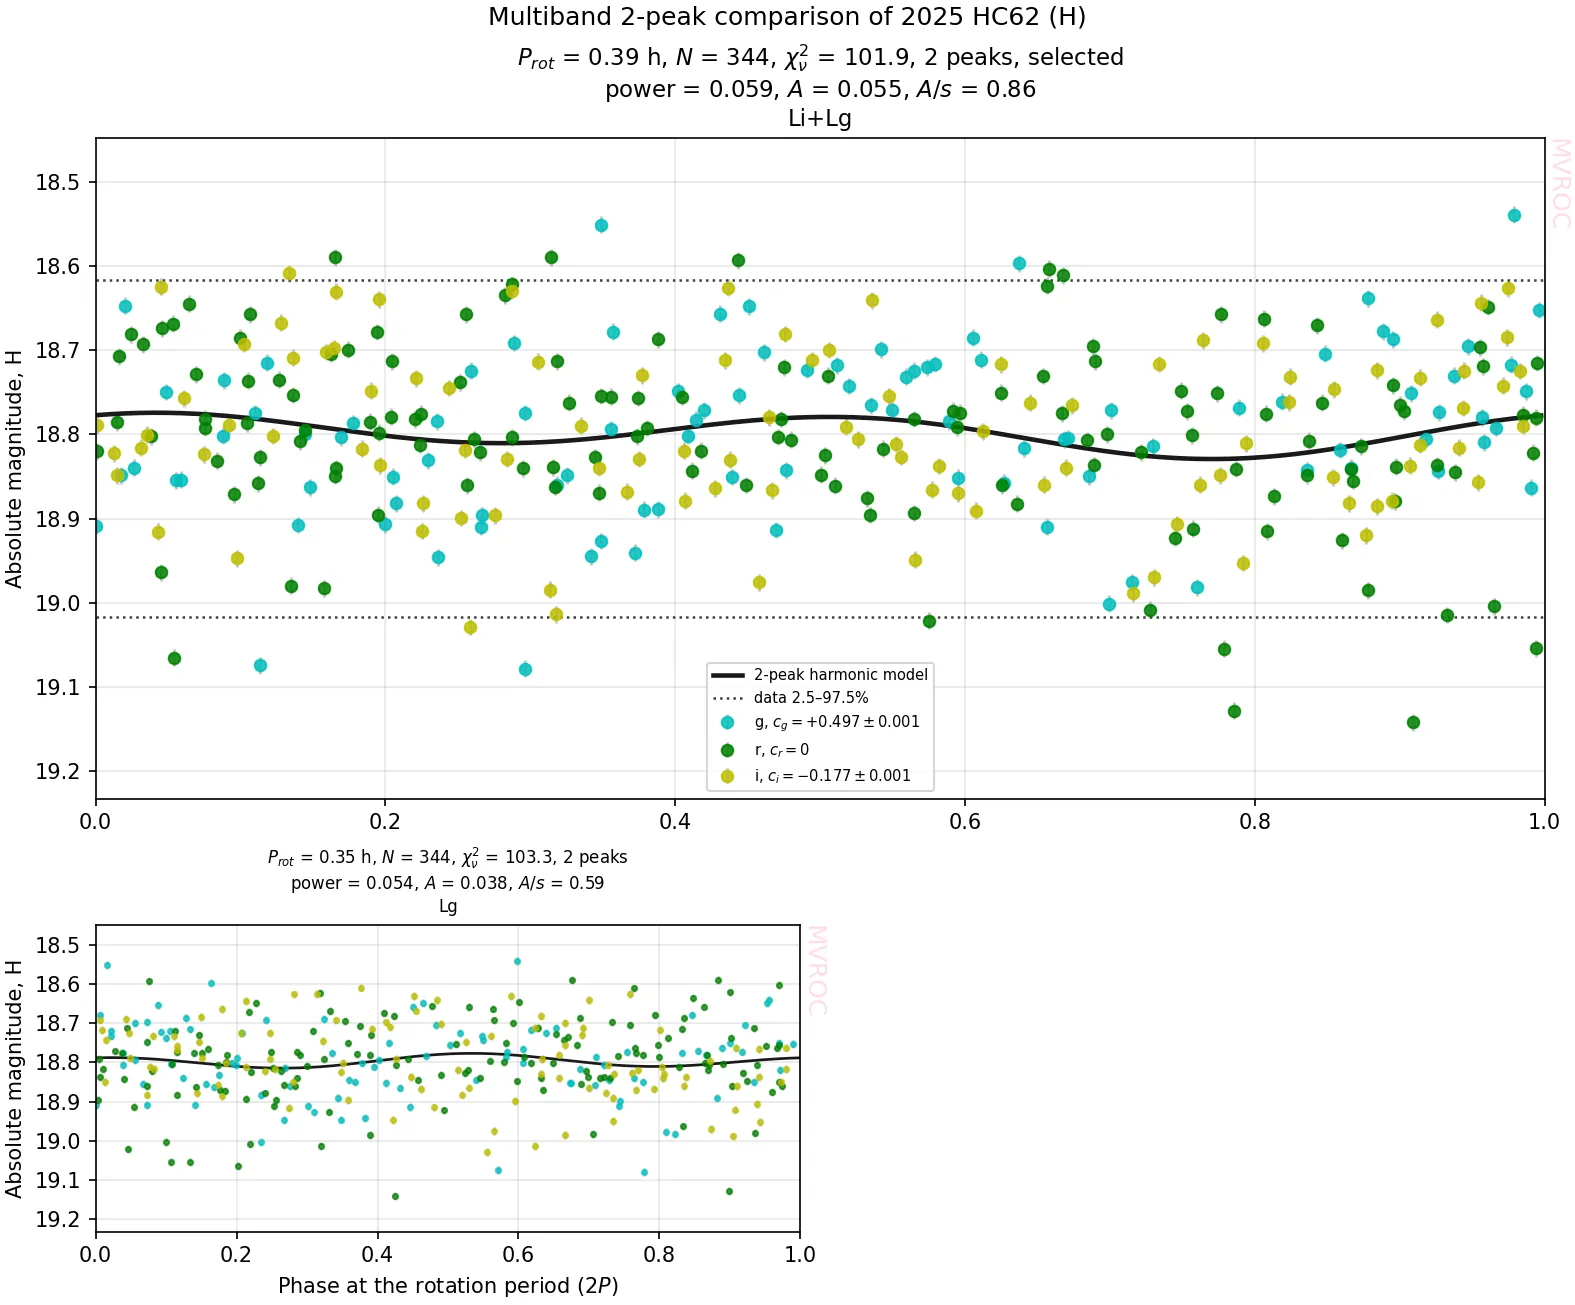 Multiband 2-peak comparison of 2025 HC62 (H)
P_rot = 0.39 h, N = 344, χ²_ν = 101.9, 2 peaks, selected
power = 0.059, A = 0.055, A/s = 0.86
Li+Lg
MVROC
Absolute magnitude, H
18.5
18.6
18.7
18.8
18.9
19.0
19.1
19.2
2-peak harmonic model
data 2.5–97.5%
g, c_g = +0.497 ± 0.001
r, c_r = 0
i, c_i = −0.177 ± 0.001
0.0 0.2 0.4 0.6 0.8 1.0
P_rot = 0.35 h, N = 344, χ²_ν = 103.3, 2 peaks
power = 0.054, A = 0.038, A/s = 0.59
Lg
MVROC
Absolute magnitude, H
18.5
18.6
18.7
18.8
18.9
19.0
19.1
19.2
0.0 0.2 0.4 0.6 0.8 1.0
Phase at the rotation period (2P)